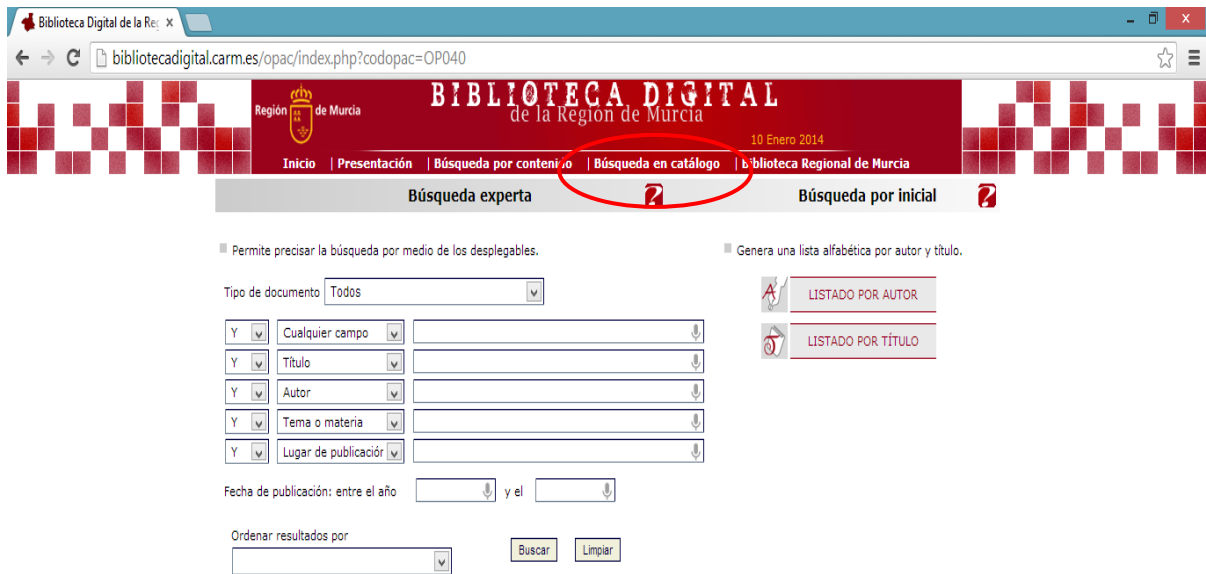 Biblioteca Digital de la Reg
bibliotecadigital.carm.es/opac/index.php?codopac=OP040
Región de Murcia
BIBLIOTECA DIGITAL
de la Región de Murcia
10 Enero 2014
Inicio | Presentación | Búsqueda por contenido | Búsqueda en catálogo | Biblioteca Regional de Murcia
Búsqueda experta ? Búsqueda por inicial ?
Permite precisar la búsqueda por medio de los desplegables.
Genera una lista alfabética por autor y título.
Tipo de documento Todos
LISTADO POR AUTOR
Y Cualquier campo
LISTADO POR TÍTULO
Y Título
Y Autor
Y Tema o materia
Y Lugar de publicación
Fecha de publicación: entre el año y el
Ordenar resultados por
Buscar Limpiar